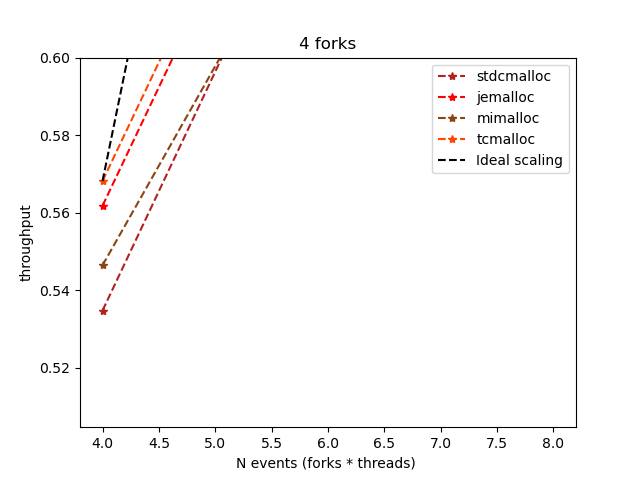 4 forks
0.60
0.58
0.56
0.54
0.52
throughput
stdcmalloc
jemalloc
mimalloc
tcmalloc
Ideal scaling
4.0 4.5 5.0 5.5 6.0 6.5 7.0 7.5 8.0
N events (forks * threads)